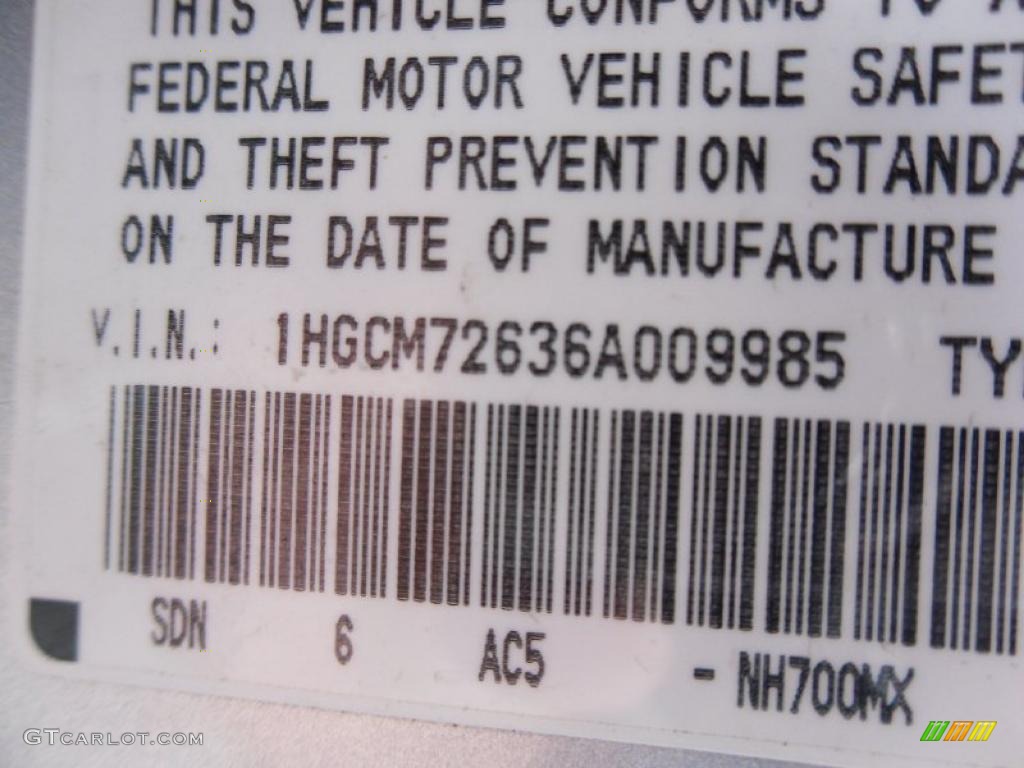 THIS VEHICLE CONFORMS TO A
FEDERAL MOTOR VEHICLE SAFET
AND THEFT PREVENTION STANDA
ON THE DATE OF MANUFACTURE
V.I.N.: 1HGCM72636A009985 TY
SDN 6 AC5 - NH700MX
GTCARLOT.COM